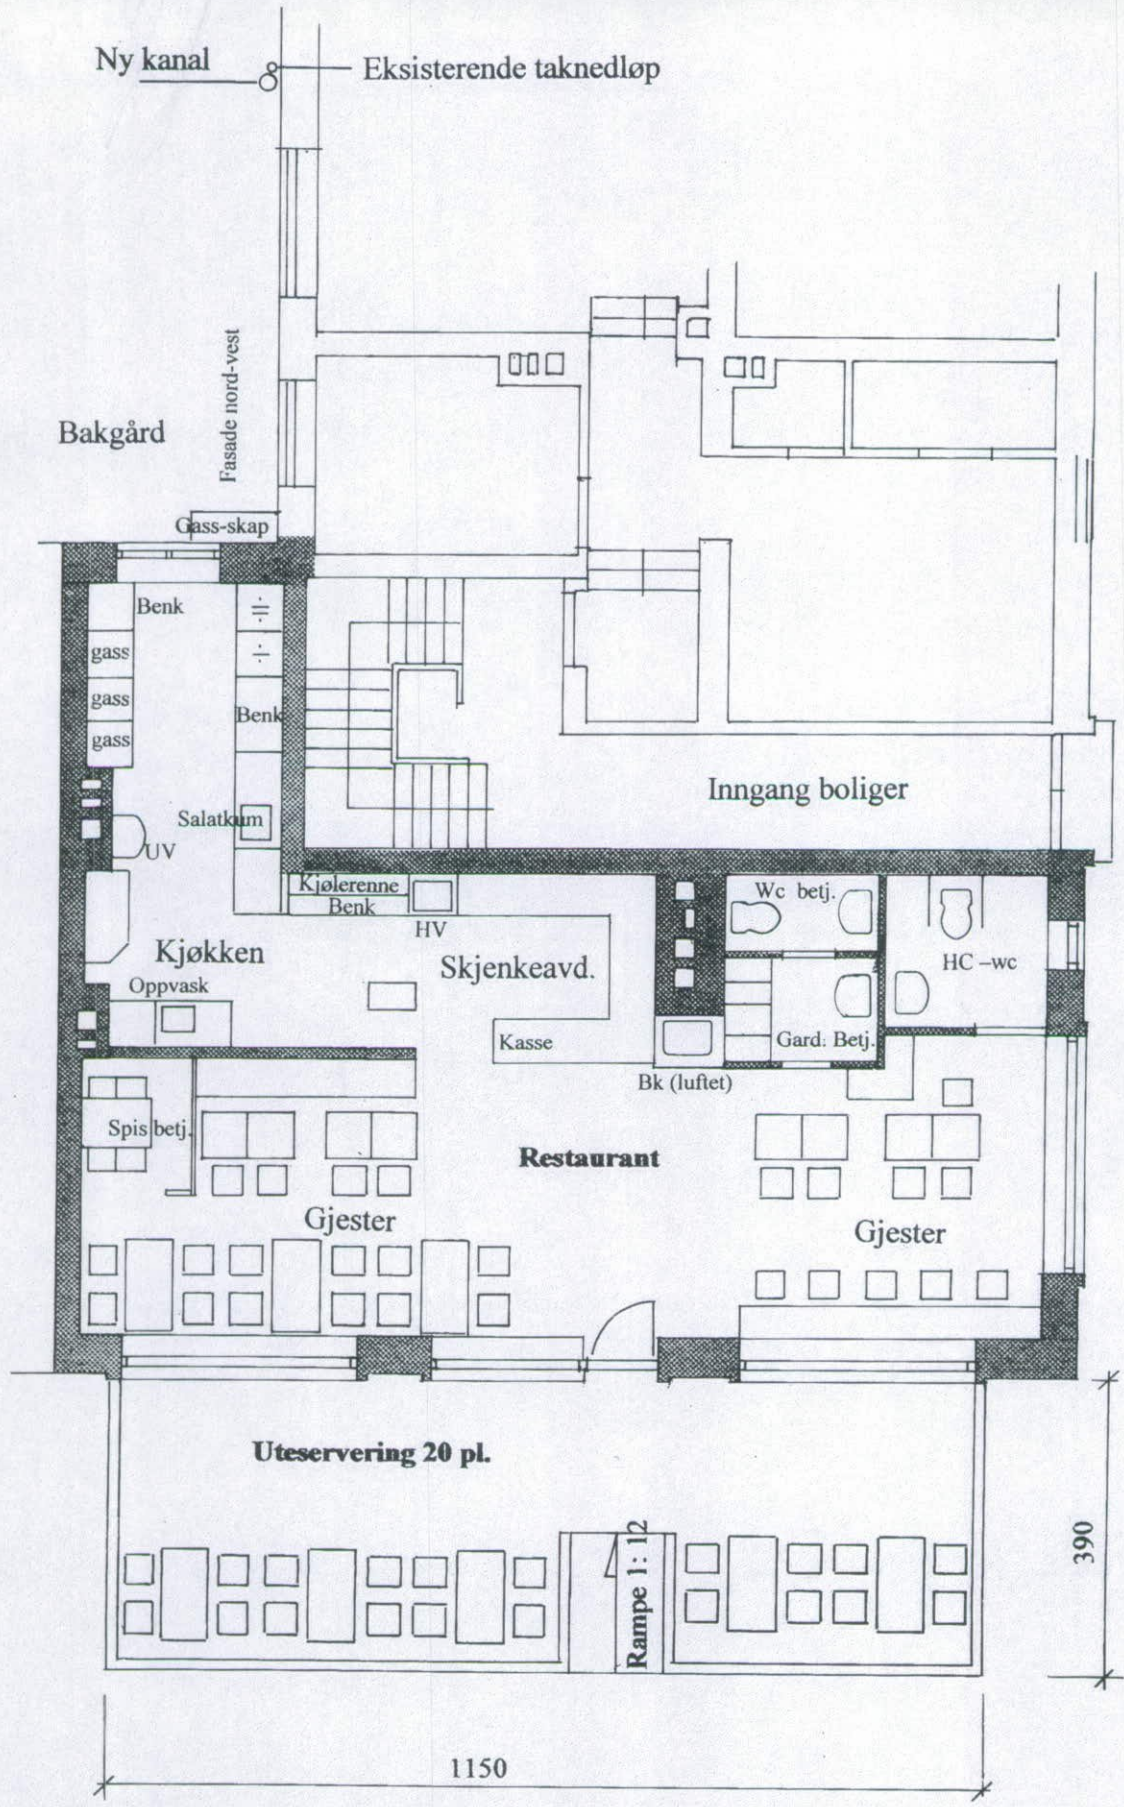 Ny kanal
Eksisterende taknedløp
Fasade nord-vest
Bakgård
Gass-skap
Benk
gass
gass
gass
Benk
Salatkum
UV
Inngang boliger
Kjølerenne
Benk
HV
Wc betj.
HC –wc
Kjøkken
Skjenkeavd.
Oppvask
Kasse
Gard. Betj.
Bk (luftet)
Spis betj.
Restaurant
Gjester
Gjester
Uteservering 20 pl.
Rampe 1: 12
390
1150